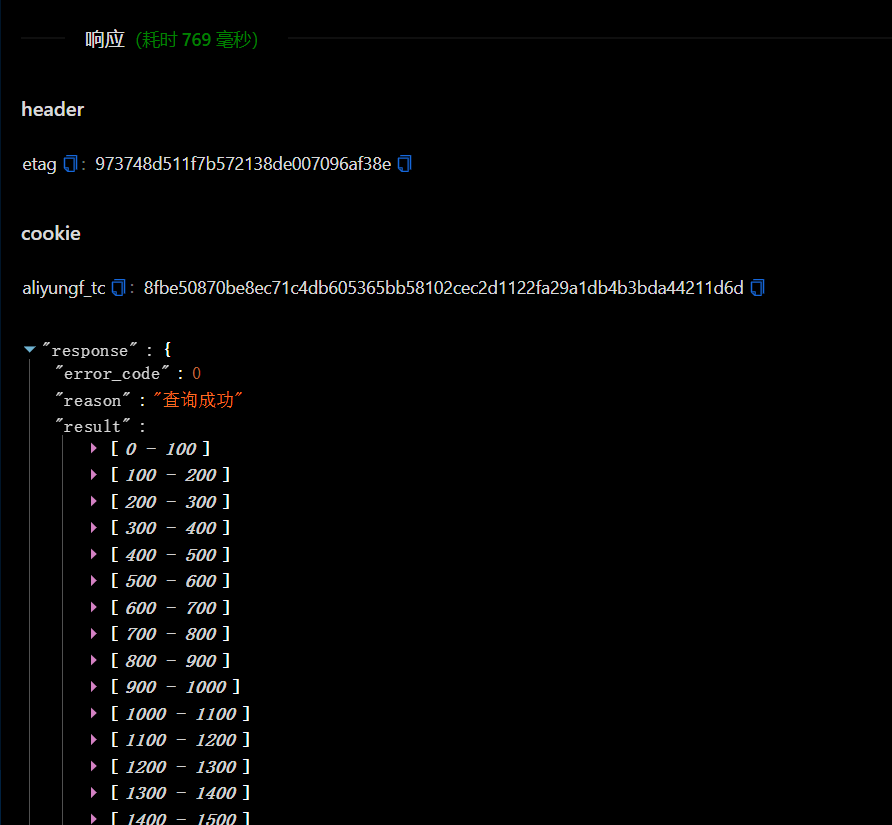 响应 (耗时 769 毫秒)
header
etag : 973748d511f7b572138de007096af38e
cookie
aliyungf_tc : 8fbe50870be8ec71c4db605365bb58102cec2d1122fa29a1db4b3bda44211d6d
"response" : {
"error_code" : 0
"reason" : "查询成功"
"result" :
[ 0 - 100 ]
[ 100 - 200 ]
[ 200 - 300 ]
[ 300 - 400 ]
[ 400 - 500 ]
[ 500 - 600 ]
[ 600 - 700 ]
[ 700 - 800 ]
[ 800 - 900 ]
[ 900 - 1000 ]
[ 1000 - 1100 ]
[ 1100 - 1200 ]
[ 1200 - 1300 ]
[ 1300 - 1400 ]
[ 1400 - 1500 ]